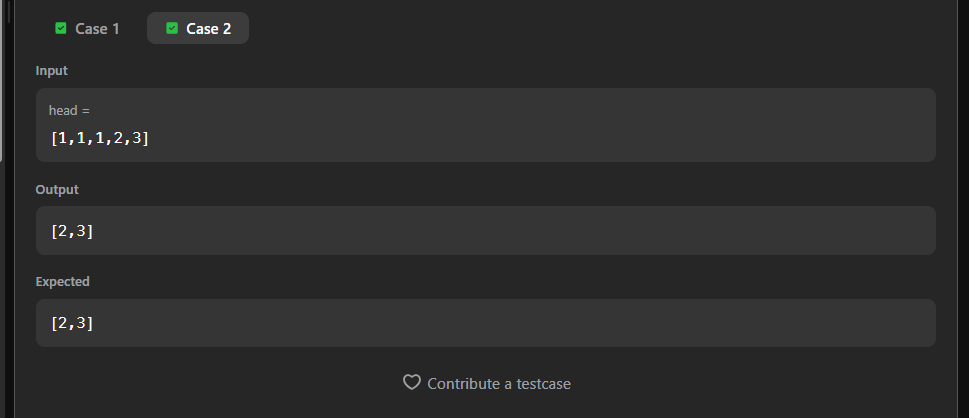 Case 1 Case 2
Input
head =
[1,1,1,2,3]
Output
[2,3]
Expected
[2,3]
Contribute a testcase